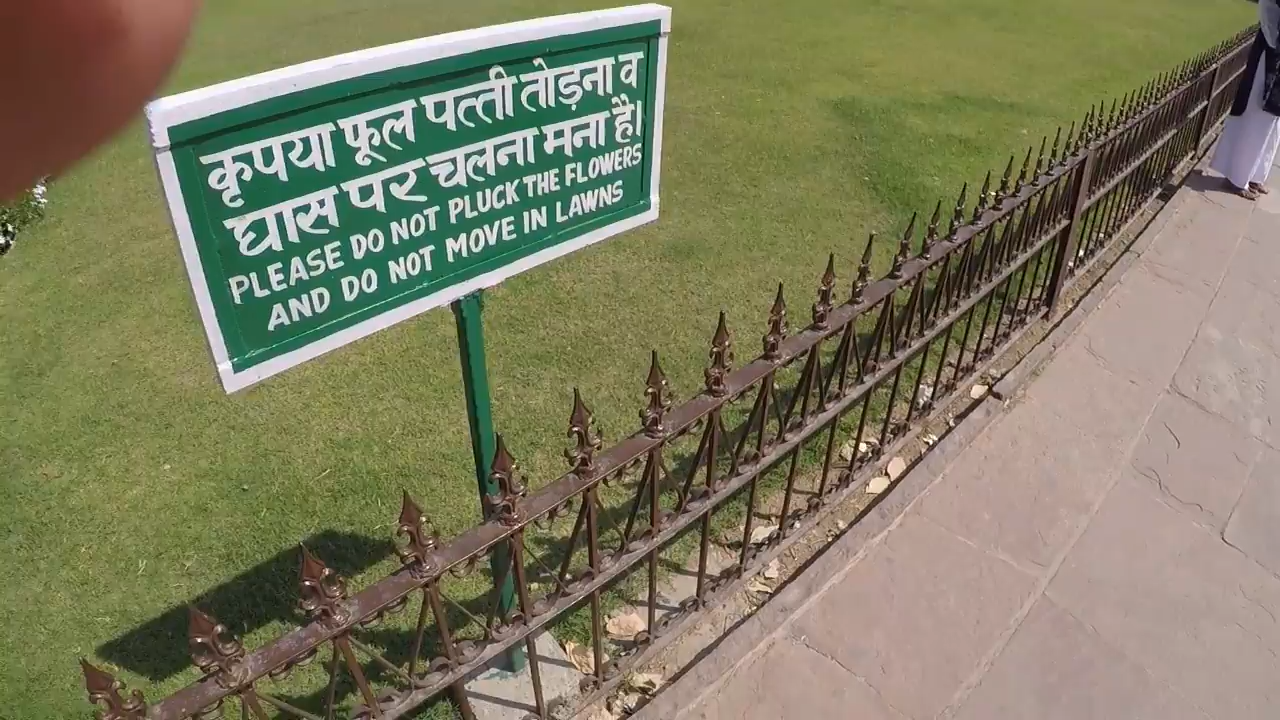 कृपया फूल पत्ती तोड़ना व
घास पर चलना मना है।
PLEASE DO NOT PLUCK THE FLOWERS
AND DO NOT MOVE IN LAWNS